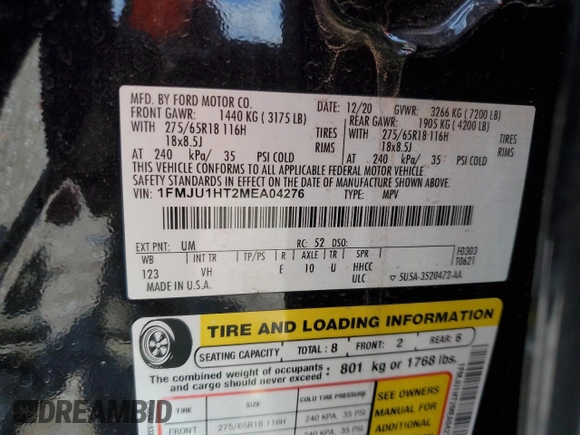 MFD. BY FORD MOTOR CO.
DATE: 12/20 GVWR: 3266 KG ( 7200 LB)
FRONT GAWR: 1440 KG ( 3175 LB) REAR GAWR: 1905 KG ( 4200 LB)
WITH 275/65R18 116H TIRES 275/65R18 116H
18x8.5J RIMS 18x8.5J
AT 240 kPa/ 35 PSI COLD AT 240 kPa/ 35 PSI COLD
THIS VEHICLE CONFORMS TO ALL APPLICABLE FEDERAL MOTOR VEHICLE
SAFETY STANDARDS IN EFFECT ON THE DATE OF MANUFACTURE SHOWN ABOVE.
VIN: 1FMJU1HT2MEA04276 TYPE: MPV
F0303
T0621
EXT PNT: UM RC: 52 DSO:
WB INT TR TP/PS R AXLE TR SPR
123 VH E 10 U HHCC
ULC
MADE IN U.S.A. 5U5A-3520472-AA
TIRE AND LOADING INFORMATION
SEATING CAPACITY TOTAL: 8 FRONT: 2 REAR: 6
The combined weight of occupants
and cargo should never exceed : 801 kg or 1768 lbs.
TIRE SIZE COLD TIRE PRESSURE
FRONT 275/65R18 116H 240 KPA, 35 PSI
SEE OWNERS
MANUAL FOR
ADDITIONAL
DREAMBID